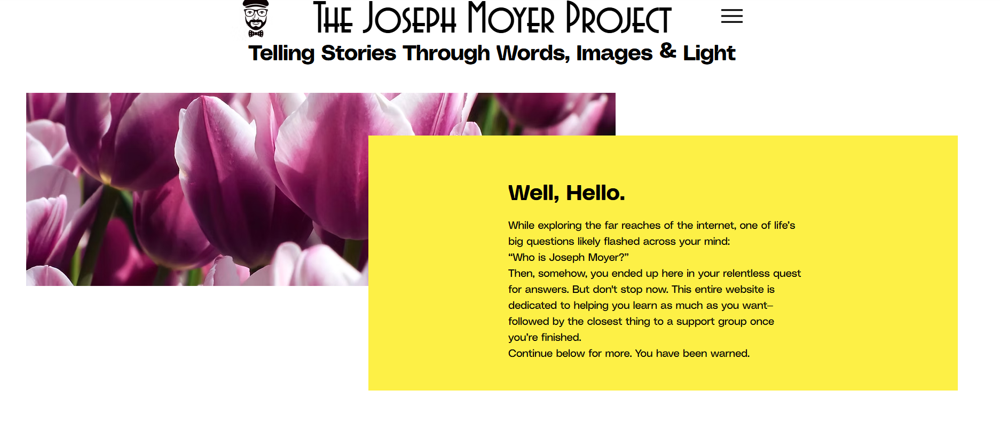 The Joseph Moyer Project
Telling Stories Through Words, Images & Light
Well, Hello.
While exploring the far reaches of the internet, one of life’s
big questions likely flashed across your mind:
“Who is Joseph Moyer?”
Then, somehow, you ended up here in your relentless quest
for answers. But don't stop now. This entire website is
dedicated to helping you learn as much as you want—
followed by the closest thing to a support group once
you’re finished.
Continue below for more. You have been warned.